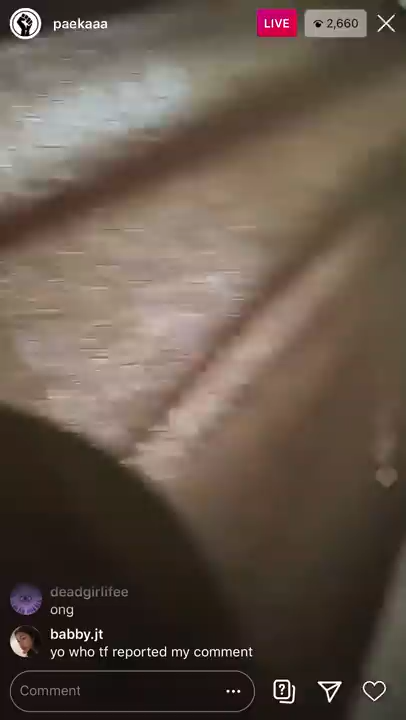 paekaaa
LIVE
2,660
deadgirlifee
ong
babby.jt
yo who tf reported my comment
Comment